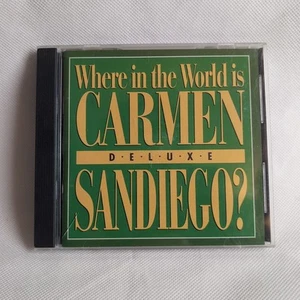 Where in the World is
CARMEN
D•E•L•U•X•E
SANDIEGO?